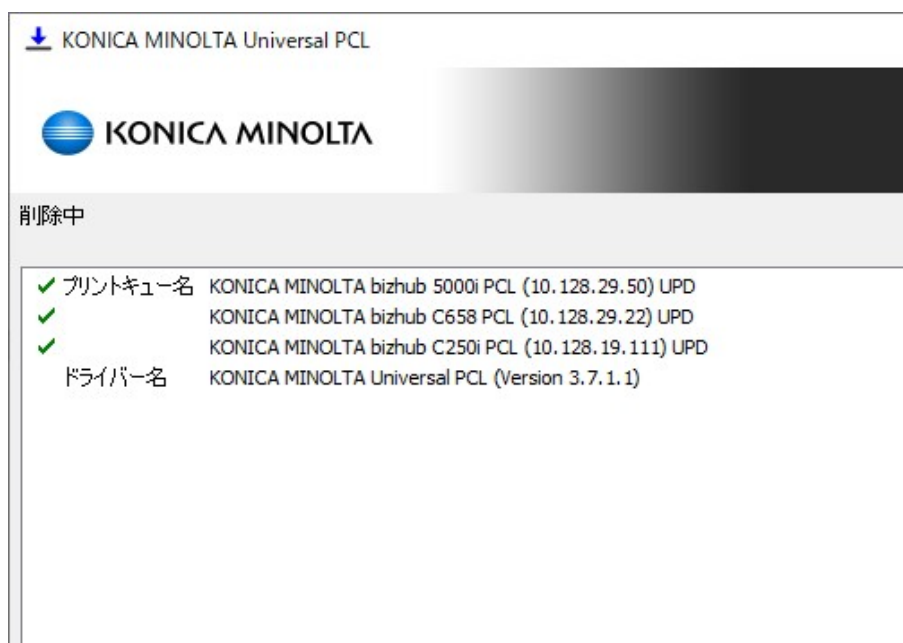 KONICA MINOLTA Universal PCL
KONICA MINOLTA
削除中
プリントキュー名 KONICA MINOLTA bizhub 5000i PCL (10.128.29.50) UPD
KONICA MINOLTA bizhub C658 PCL (10.128.29.22) UPD
KONICA MINOLTA bizhub C250i PCL (10.128.19.111) UPD
ドライバー名 KONICA MINOLTA Universal PCL (Version 3.7.1.1)